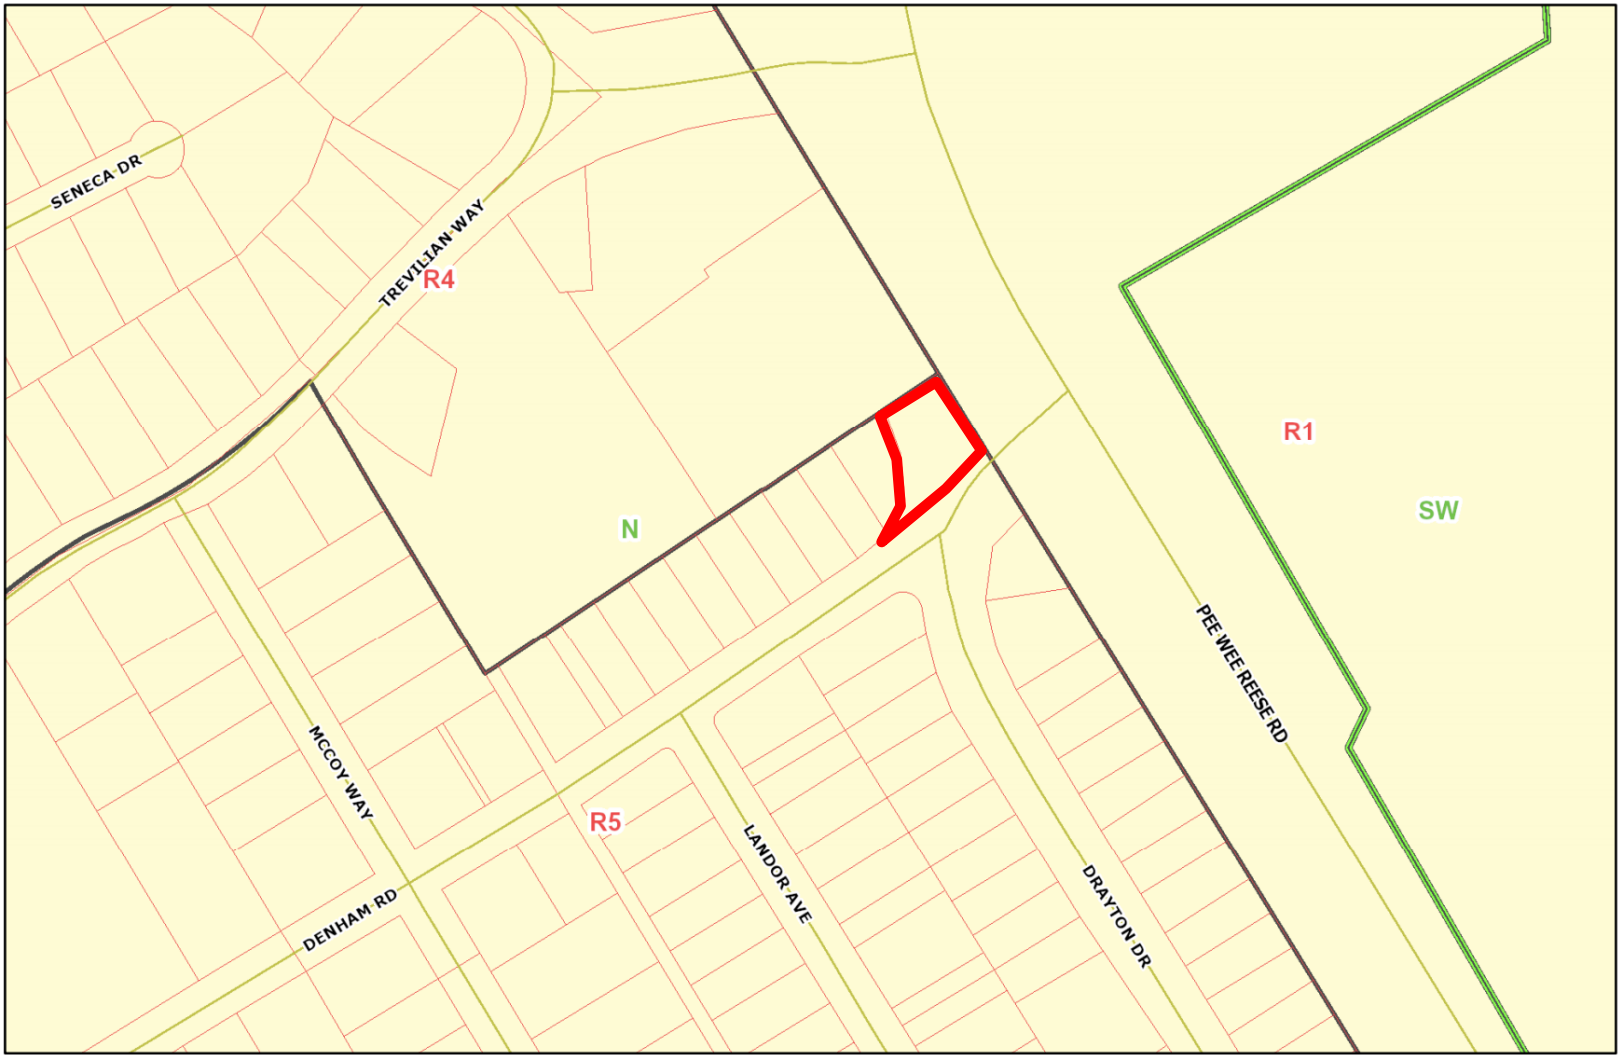 SENECA DR
TREVILIAN WAY
R4
R1
SW
N
PEE WEE REESE RD
MCCOY WAY
R5
LANDOR AVE
DRAYTON DR
DENHAM RD